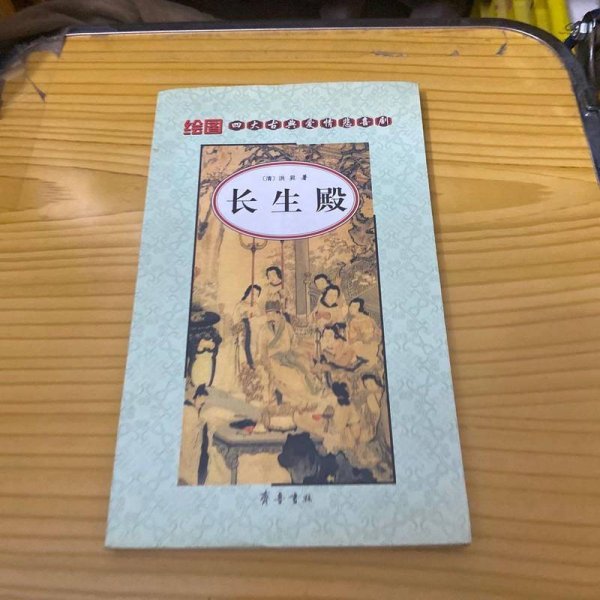 绘图 四大古典爱情悲喜剧
〔清〕洪昇 著
长生殿
齐鲁书社